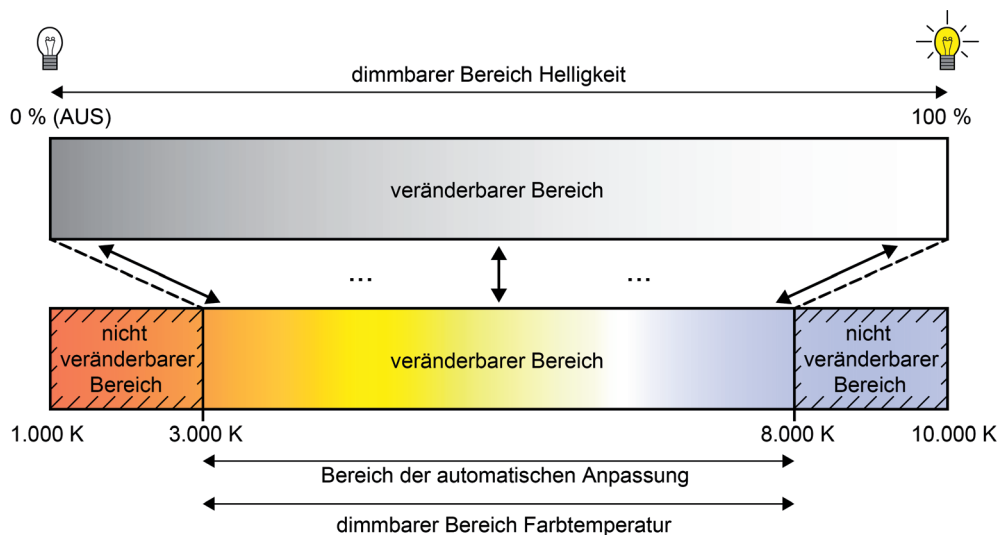 dimmbarer Bereich Helligkeit
0 % (AUS)
100 %
veränderbarer Bereich
...
...
nicht
veränderbarer
Bereich
veränderbarer Bereich
nicht
veränderbarer
Bereich
1.000 K
3.000 K
8.000 K
10.000 K
Bereich der automatischen Anpassung
dimmbarer Bereich Farbtemperatur